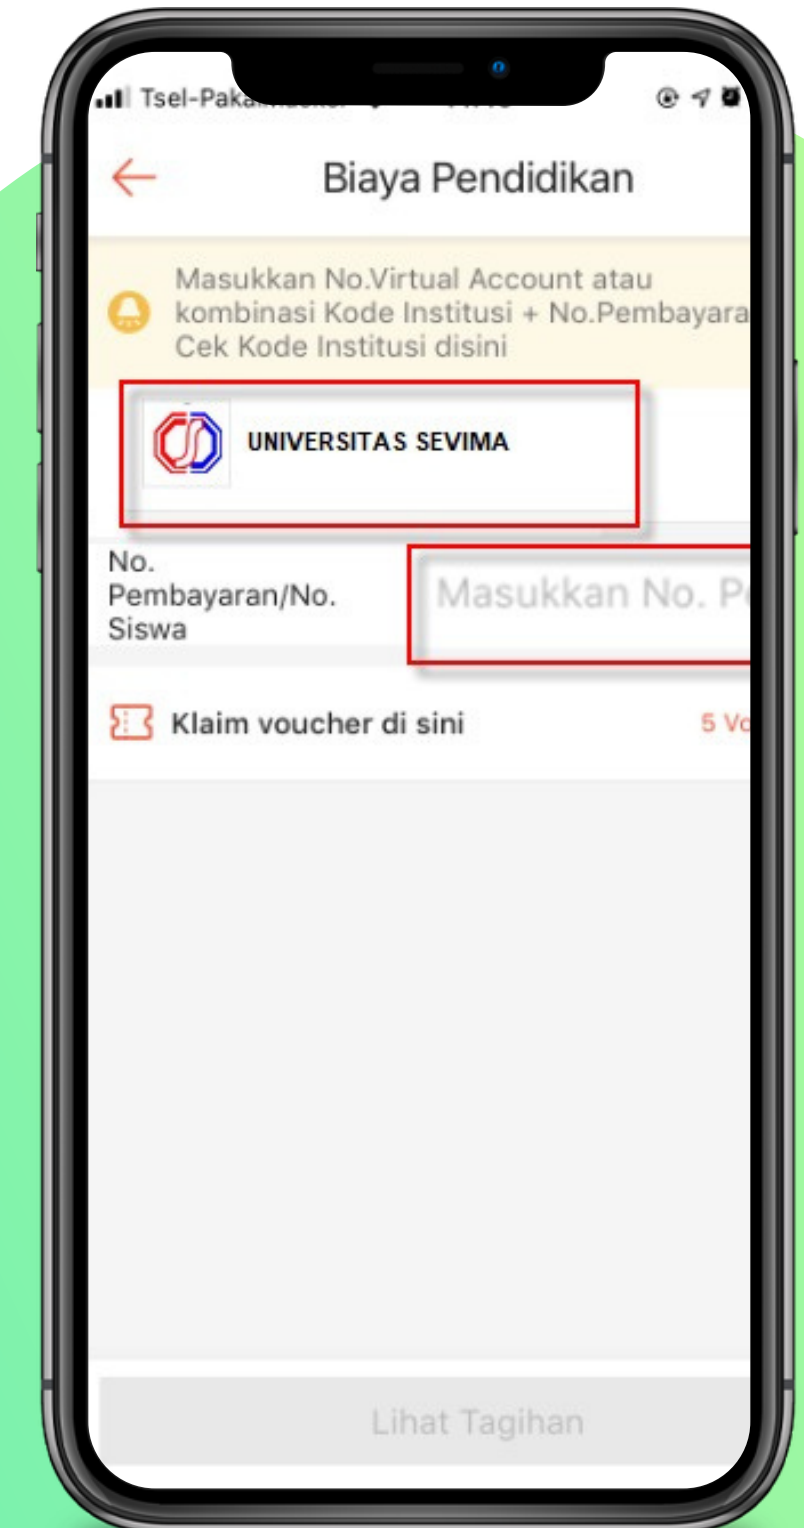 Tsel-Paka
Biaya Pendidikan
Masukkan No.Virtual Account atau
kombinasi Kode Institusi + No.Pembayara
Cek Kode Institusi disini
UNIVERSITAS SEVIMA
No.
Pembayaran/No.
Siswa
Masukkan No. P
Klaim voucher di sini
5 Vo
Lihat Tagihan